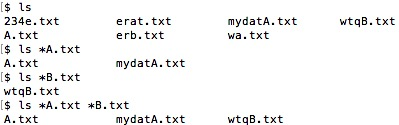 [$ ls
234e.txt erat.txt mydatA.txt wtqB.txt
A.txt erb.txt wa.txt
[$ ls *A.txt
A.txt mydatA.txt
[$ ls *B.txt
wtqB.txt
[$ ls *A.txt *B.txt
A.txt mydatA.txt wtqB.txt